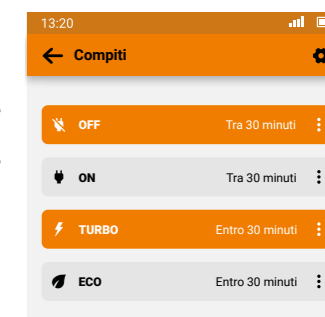 13:20
Compiti
OFF Tra 30 minuti
ON Tra 30 minuti
TURBO Entro 30 minuti
ECO Entro 30 minuti